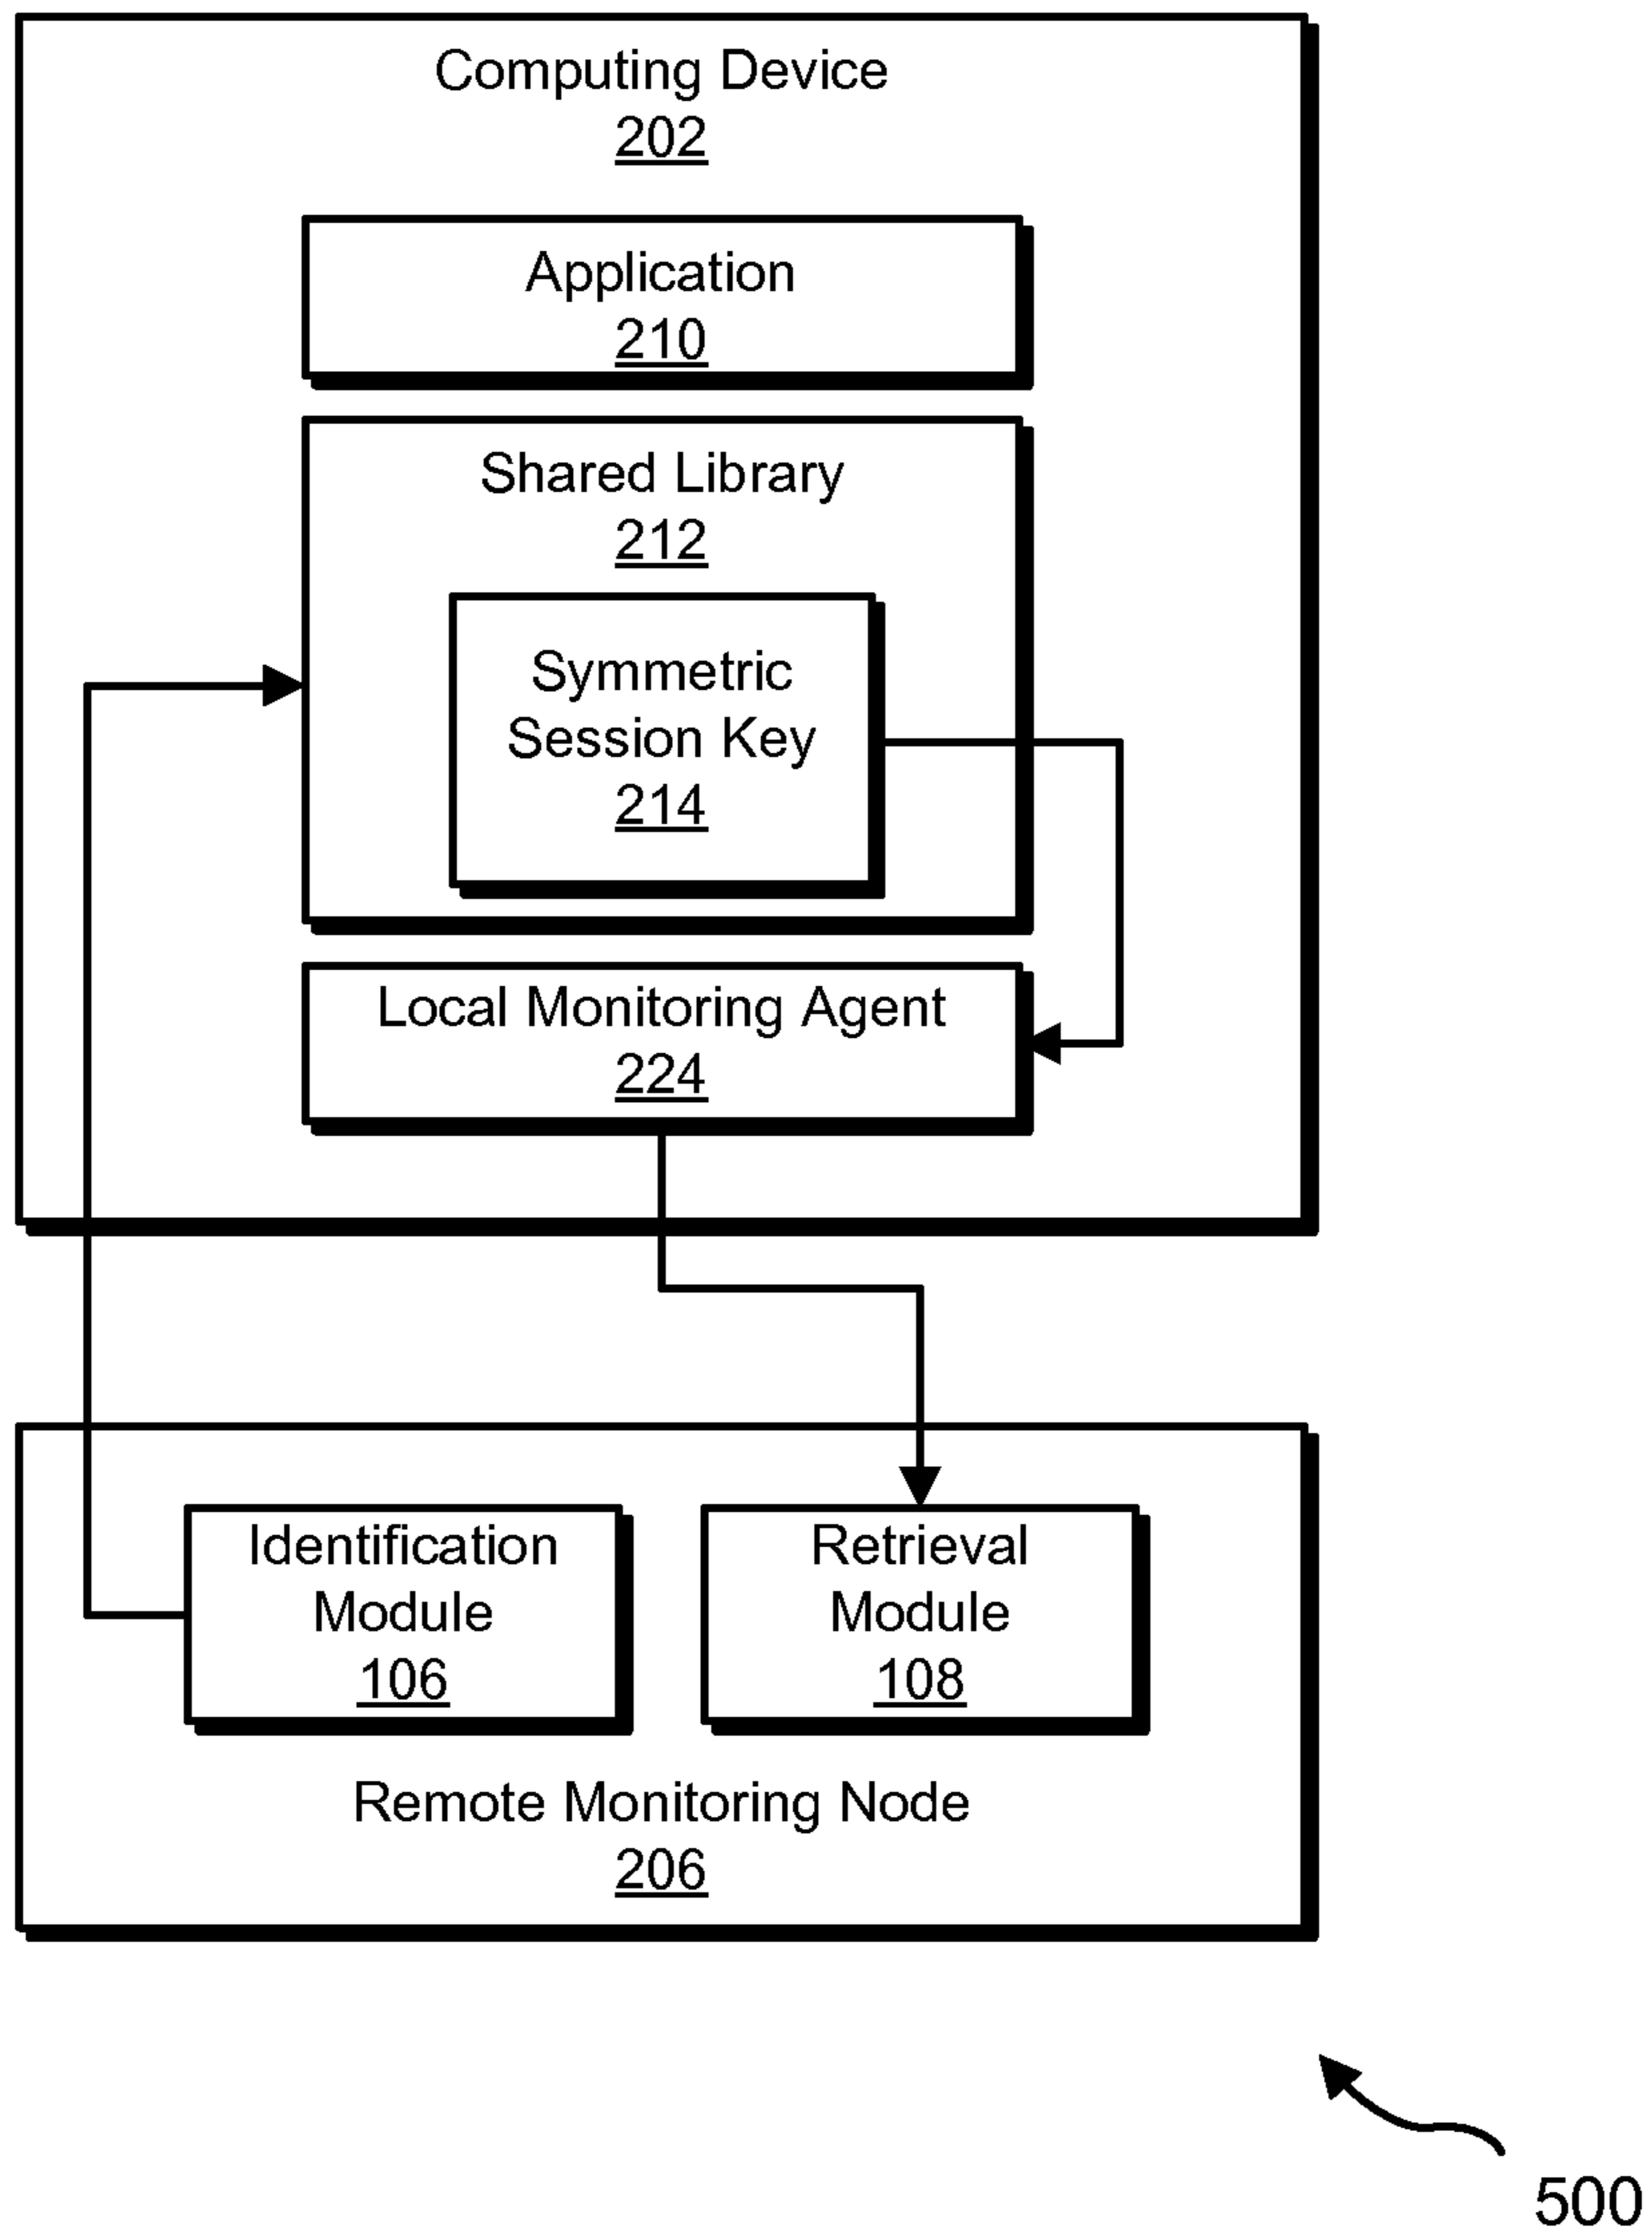 Computing Device
202
Application
210
Shared Library
212
Symmetric
Session Key
214
Local Monitoring Agent
224
Identification
Module
106
Retrieval
Module
108
Remote Monitoring Node
206
500